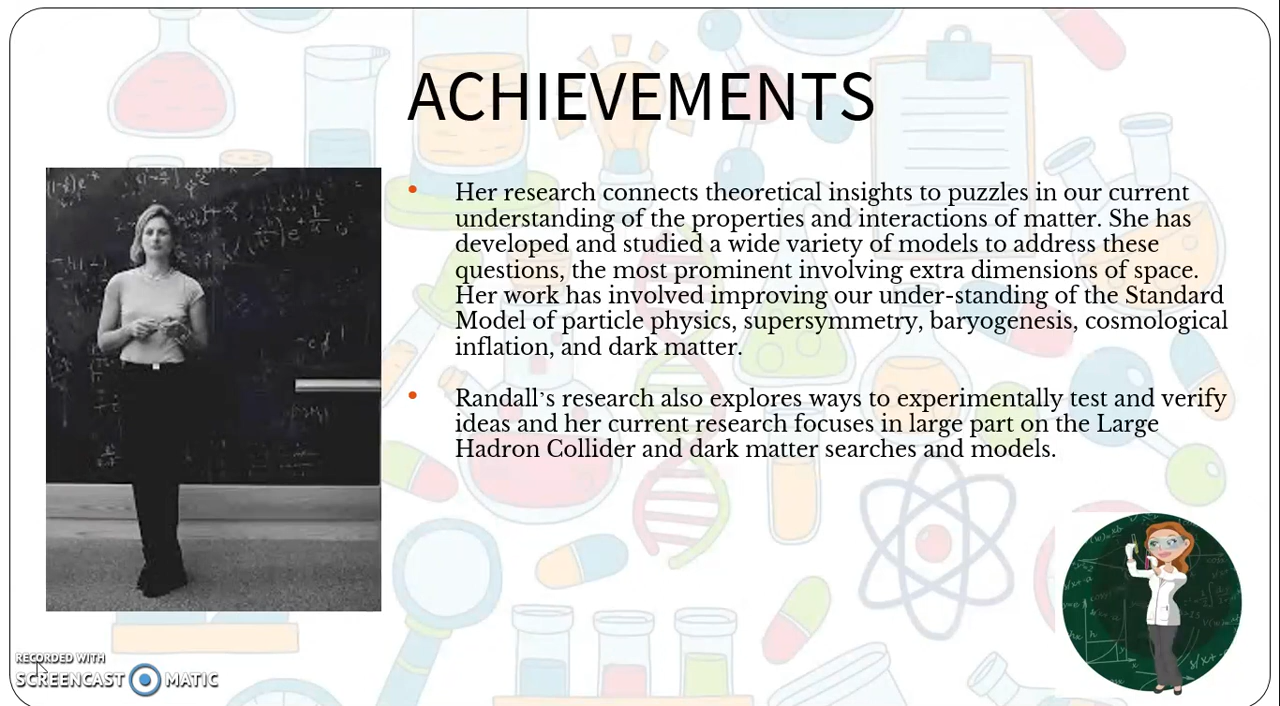 ACHIEVEMENTS
Her research connects theoretical insights to puzzles in our current
understanding of the properties and interactions of matter. She has
developed and studied a wide variety of models to address these
questions, the most prominent involving extra dimensions of space.
Her work has involved improving our under-standing of the Standard
Model of particle physics, supersymmetry, baryogenesis, cosmological
inflation, and dark matter.
Randall’s research also explores ways to experimentally test and verify
ideas and her current research focuses in large part on the Large
Hadron Collider and dark matter searches and models.
RECORDED WITH
SCREENCAST MATIC